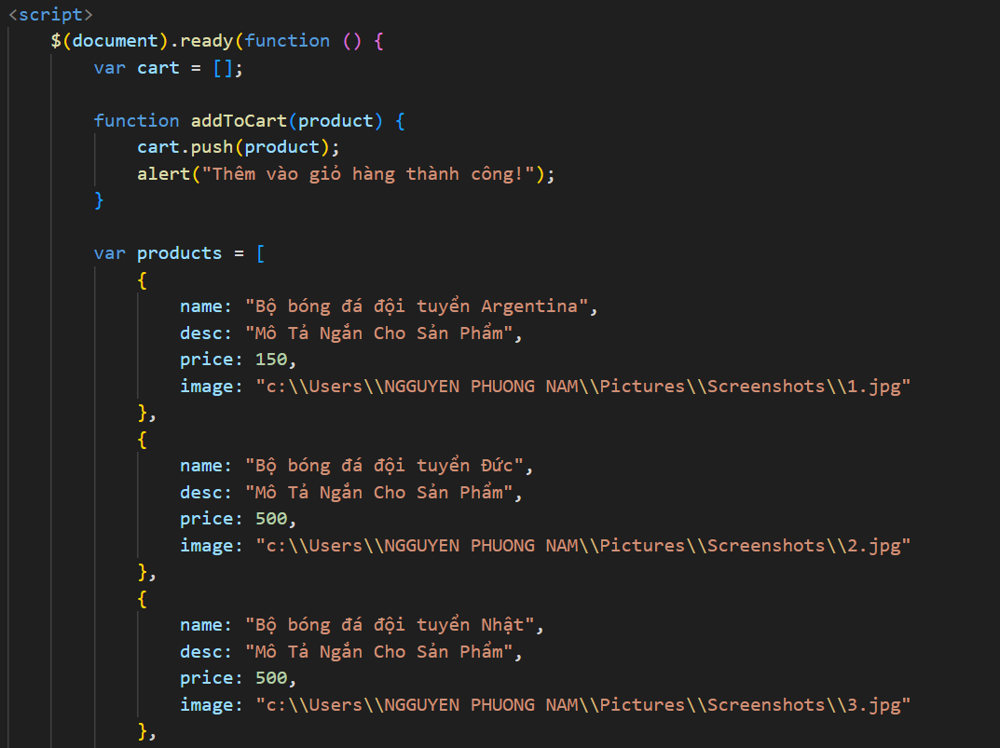 <script>
$(document).ready(function () {
var cart = [];
function addToCart(product) {
cart.push(product);
alert("Thêm vào giỏ hàng thành công!");
}
var products = [
{
name: "Bộ bóng đá đội tuyển Argentina",
desc: "Mô Tả Ngắn Cho Sản Phẩm",
price: 150,
image: "c:\\Users\\NGGUYEN PHUONG NAM\\Pictures\\Screenshots\\1.jpg"
},
{
name: "Bộ bóng đá đội tuyển Đức",
desc: "Mô Tả Ngắn Cho Sản Phẩm",
price: 500,
image: "c:\\Users\\NGGUYEN PHUONG NAM\\Pictures\\Screenshots\\2.jpg"
},
{
name: "Bộ bóng đá đội tuyển Nhật",
desc: "Mô Tả Ngắn Cho Sản Phẩm",
price: 500,
image: "c:\\Users\\NGGUYEN PHUONG NAM\\Pictures\\Screenshots\\3.jpg"
},